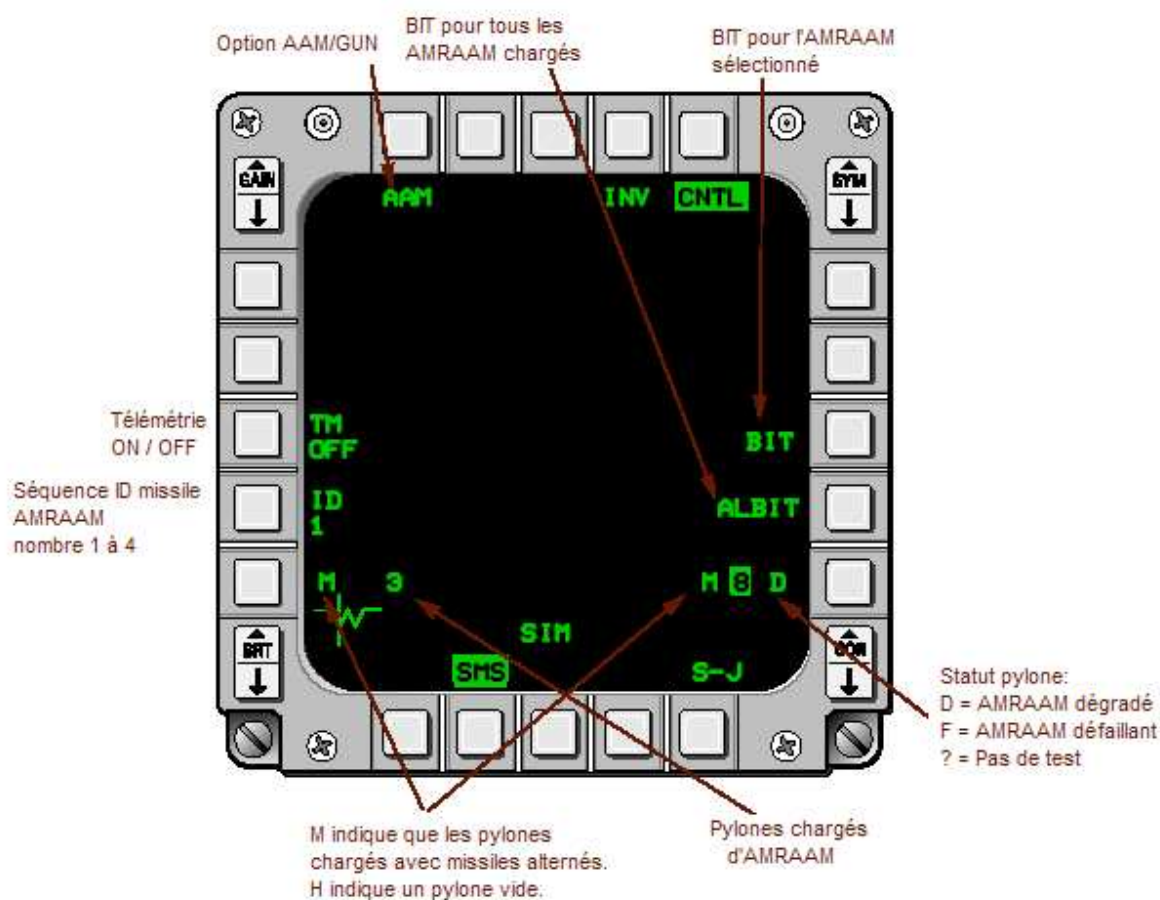 BIT pour tous les
AMRAAM chargés
Option AAM/GUN
BIT pour l'AMRAAM
sélectionné
GAIN
SYM
AAM INV CNTL
Télémétrie
ON / OFF
TM
OFF
BIT
Séquence ID missile
AMRAAM
nombre 1 à 4
ID
1
ALBIT
M 3 M 8 D
SIM
BRT
CON
SMS S-J
Statut pylone:
D = AMRAAM dégradé
F = AMRAAM défaillant
? = Pas de test
M indique que les pylones
chargés avec missiles alternés.
H indique un pylone vide.
Pylones chargés
d'AMRAAM